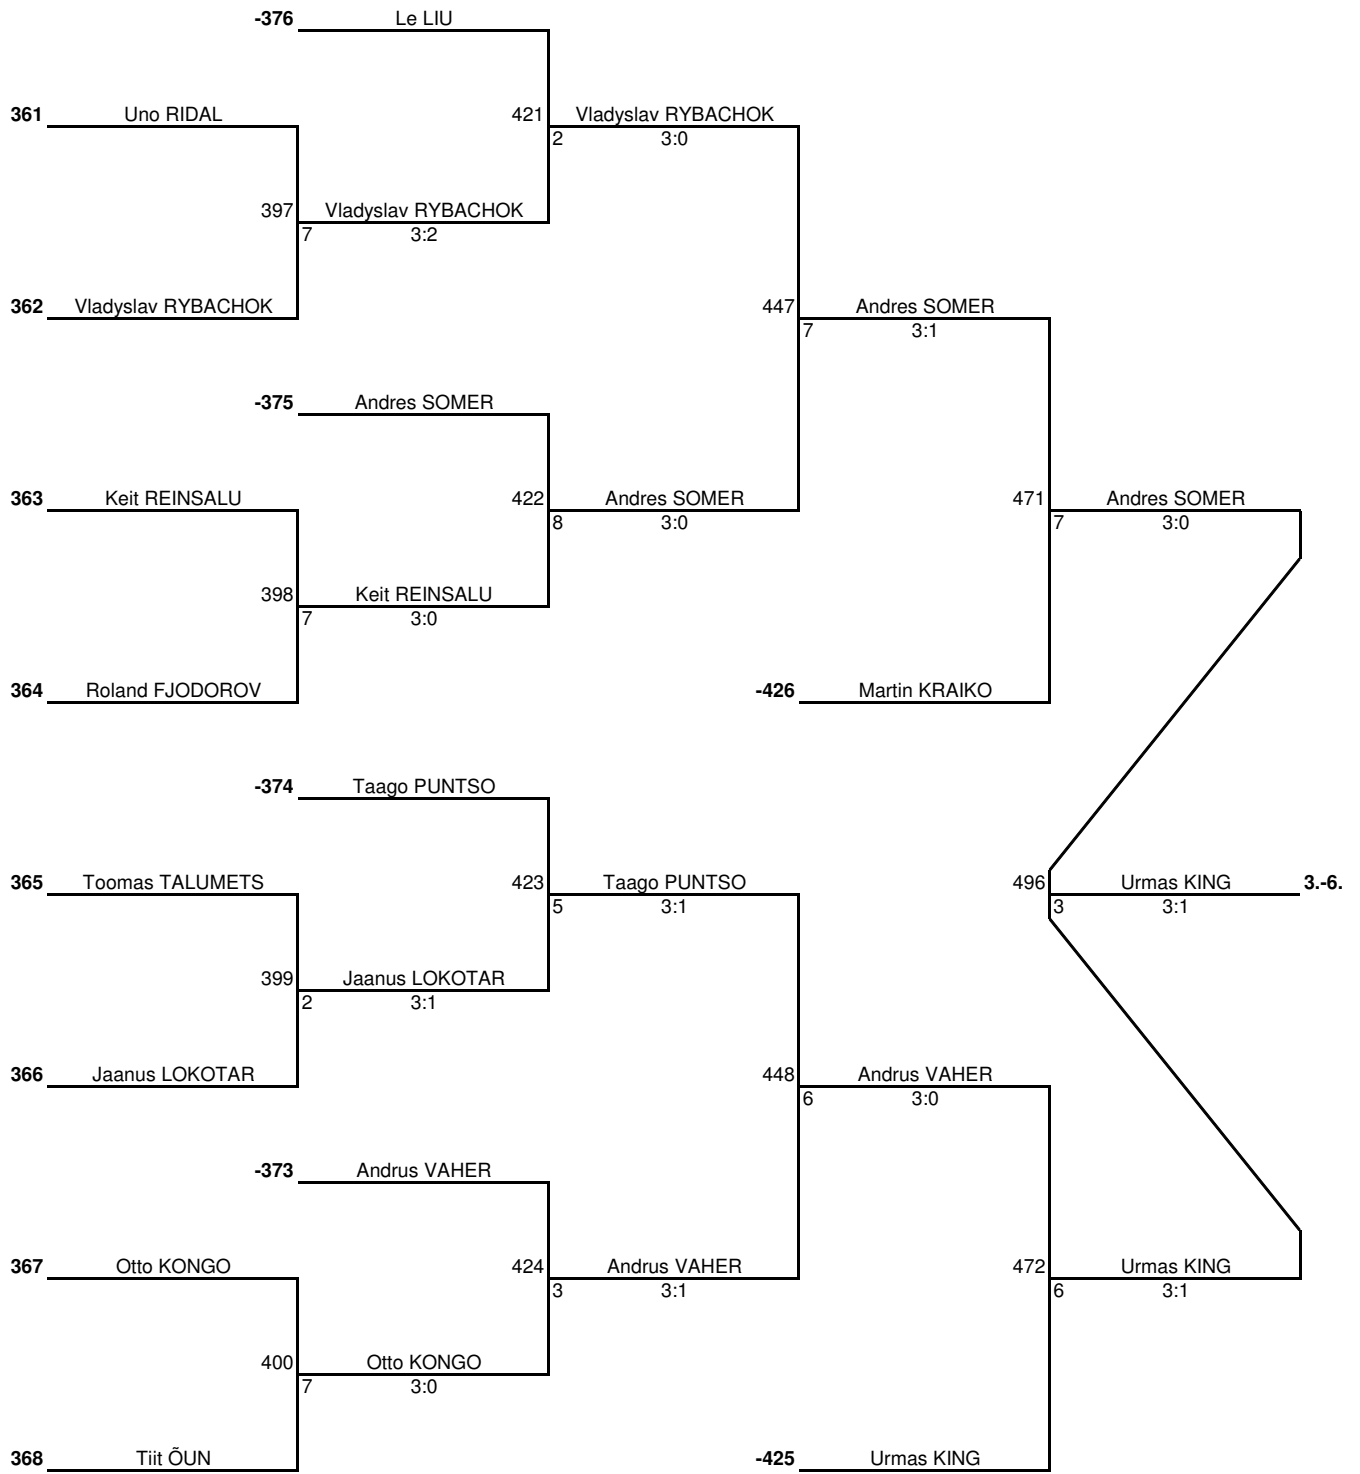 -376 Le LIU
361 Uno RIDAL 421 Vladyslav RYBACHOK
2 3:0
397 Vladyslav RYBACHOK
7 3:2
362 Vladyslav RYBACHOK 447 Andres SOMER
7 3:1
-375 Andres SOMER
363 Keit REINSALU 422 Andres SOMER 471 Andres SOMER
8 3:0 7 3:0
398 Keit REINSALU
7 3:0
364 Roland FJODOROV -426 Martin KRAIKO
-374 Taago PUNTSO
365 Toomas TALUMETS 423 Taago PUNTSO 496 Urmas KING 3.-6.
5 3:1 3 3:1
399 Jaanus LOKOTAR
2 3:1
366 Jaanus LOKOTAR 448 Andrus VAHER
6 3:0
-373 Andrus VAHER
367 Otto KONGO 424 Andrus VAHER 472 Urmas KING
3 3:1 6 3:1
400 Otto KONGO
7 3:0
368 Tiit ÕUN -425 Urmas KING